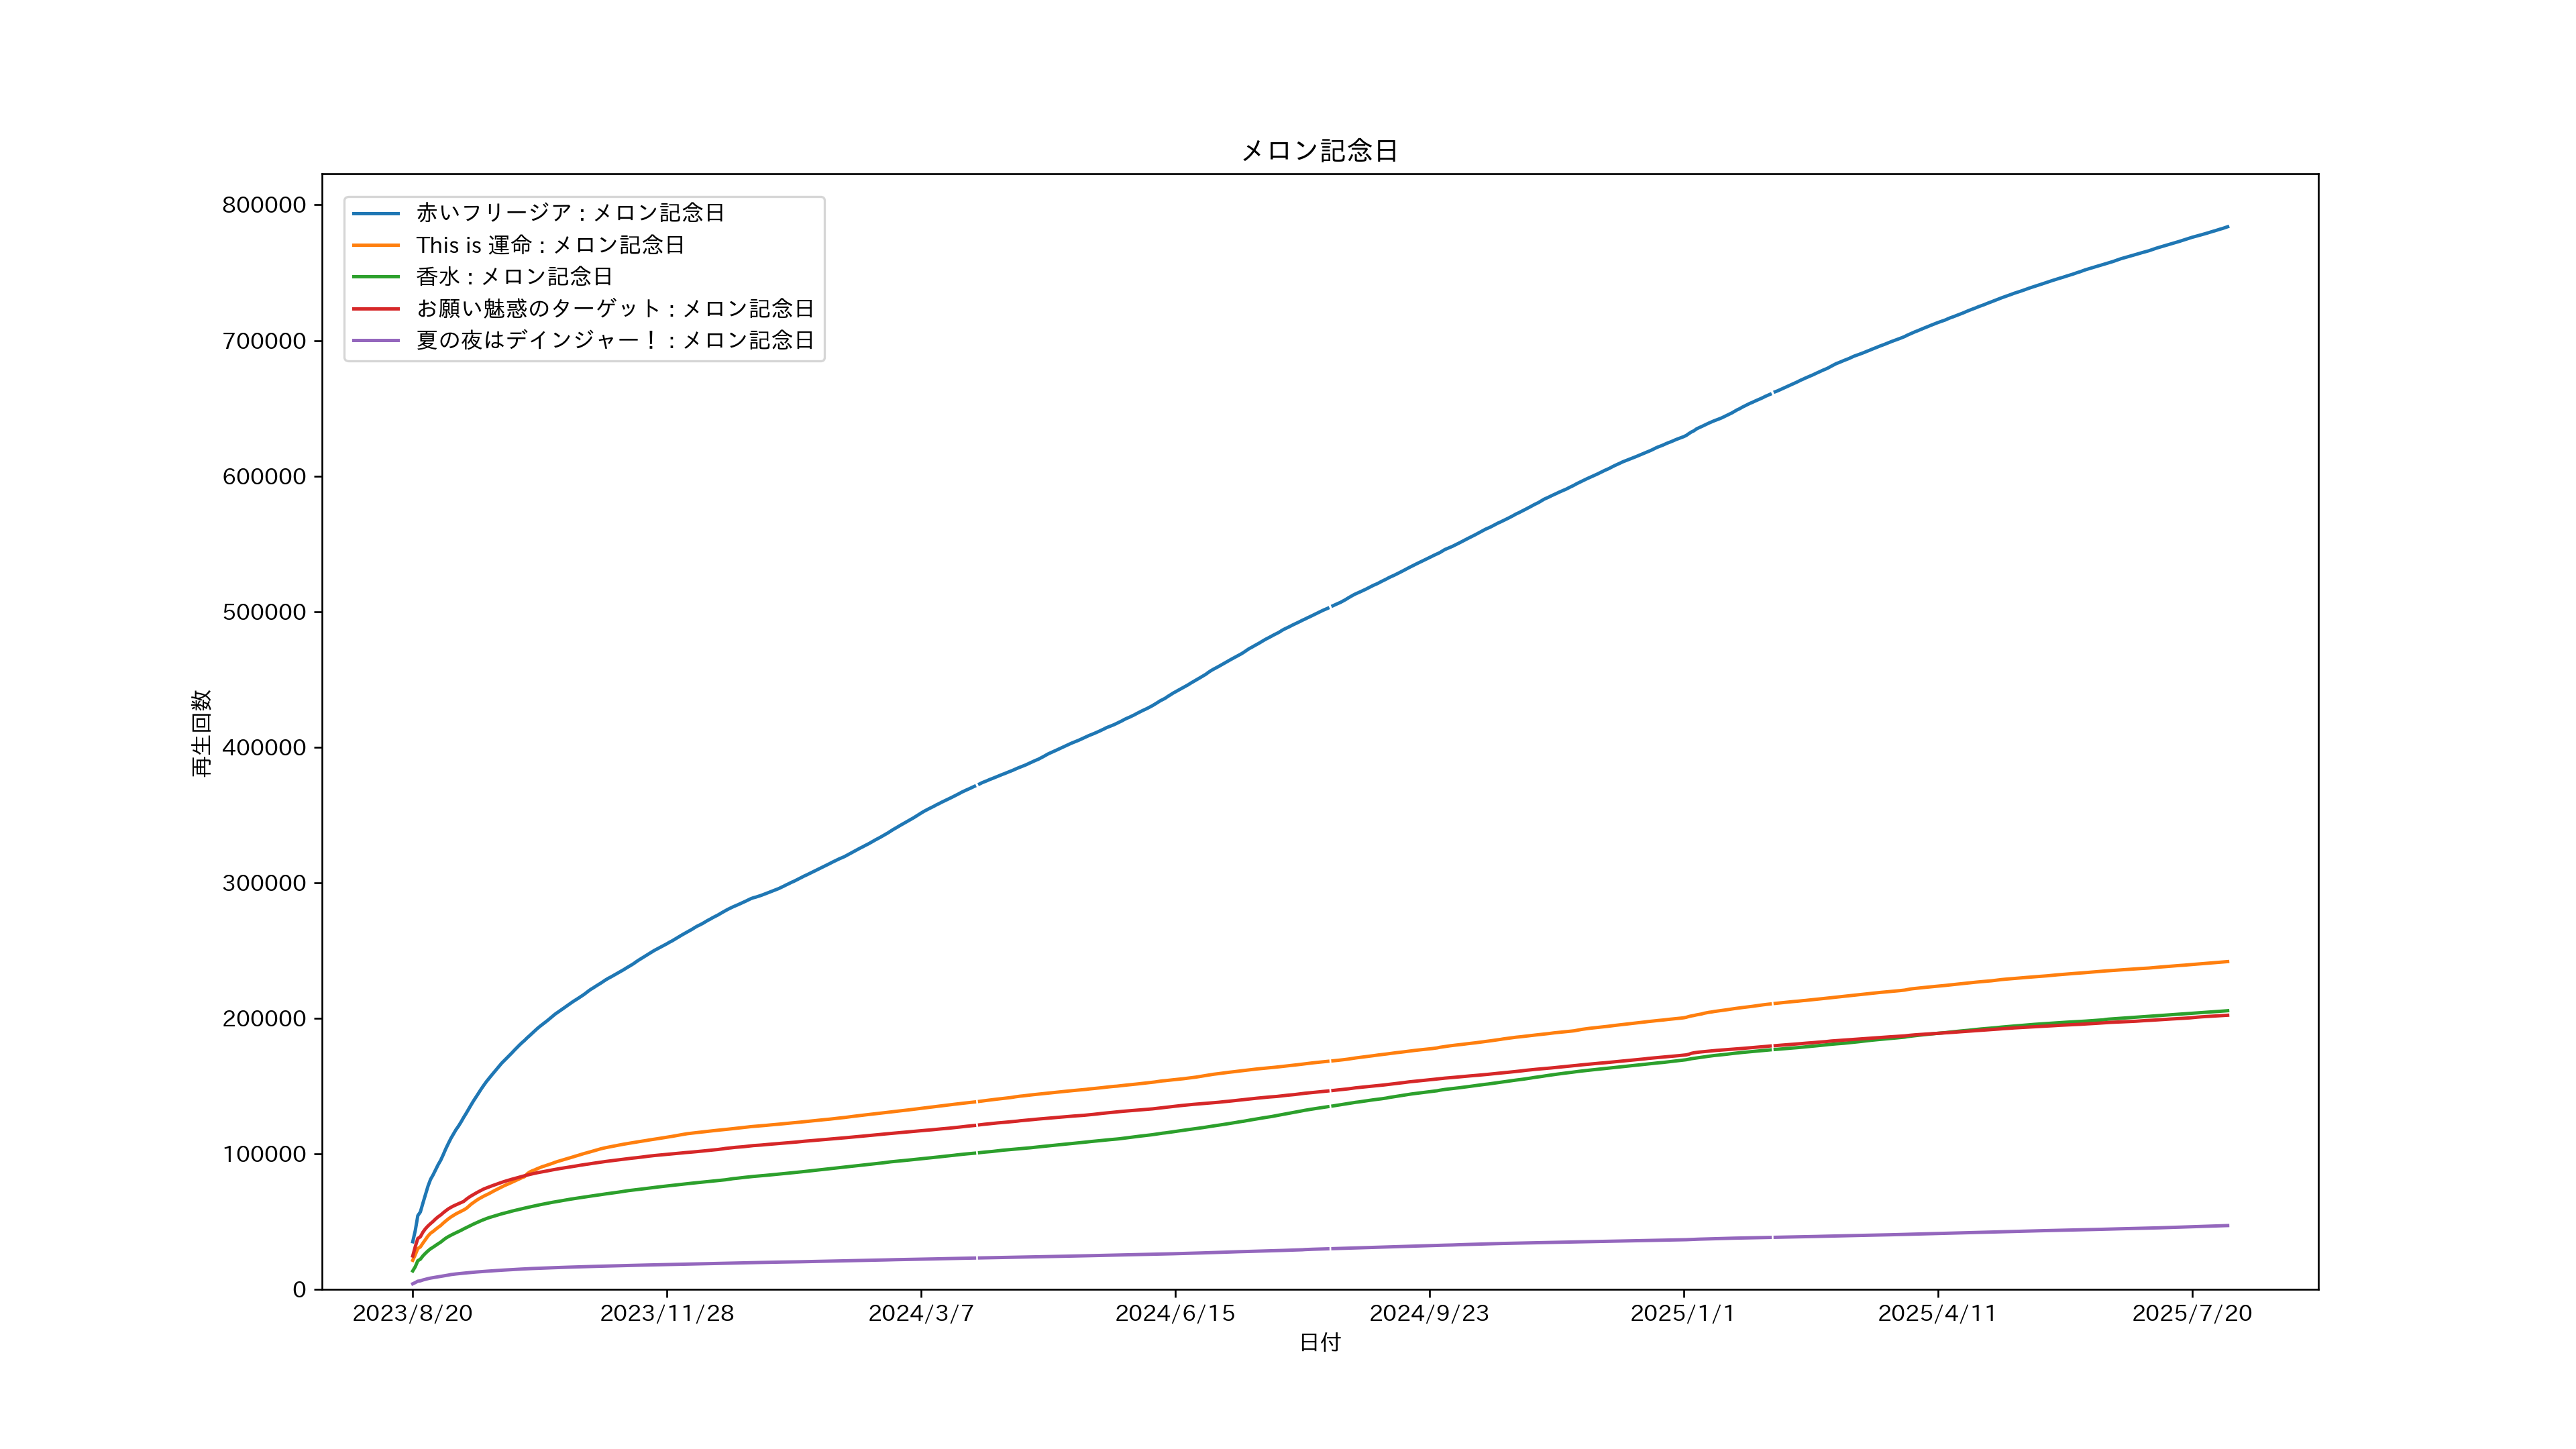 メロン記念日
赤いフリージア : メロン記念日
This is 運命 : メロン記念日
香水 : メロン記念日
お願い魅惑のターゲット : メロン記念日
夏の夜はデインジャー！ : メロン記念日
800000
700000
600000
500000
400000
300000
200000
100000
0
再生回数
2023/8/20
2023/11/28
2024/3/7
2024/6/15
2024/9/23
2025/1/1
2025/4/11
2025/7/20
日付